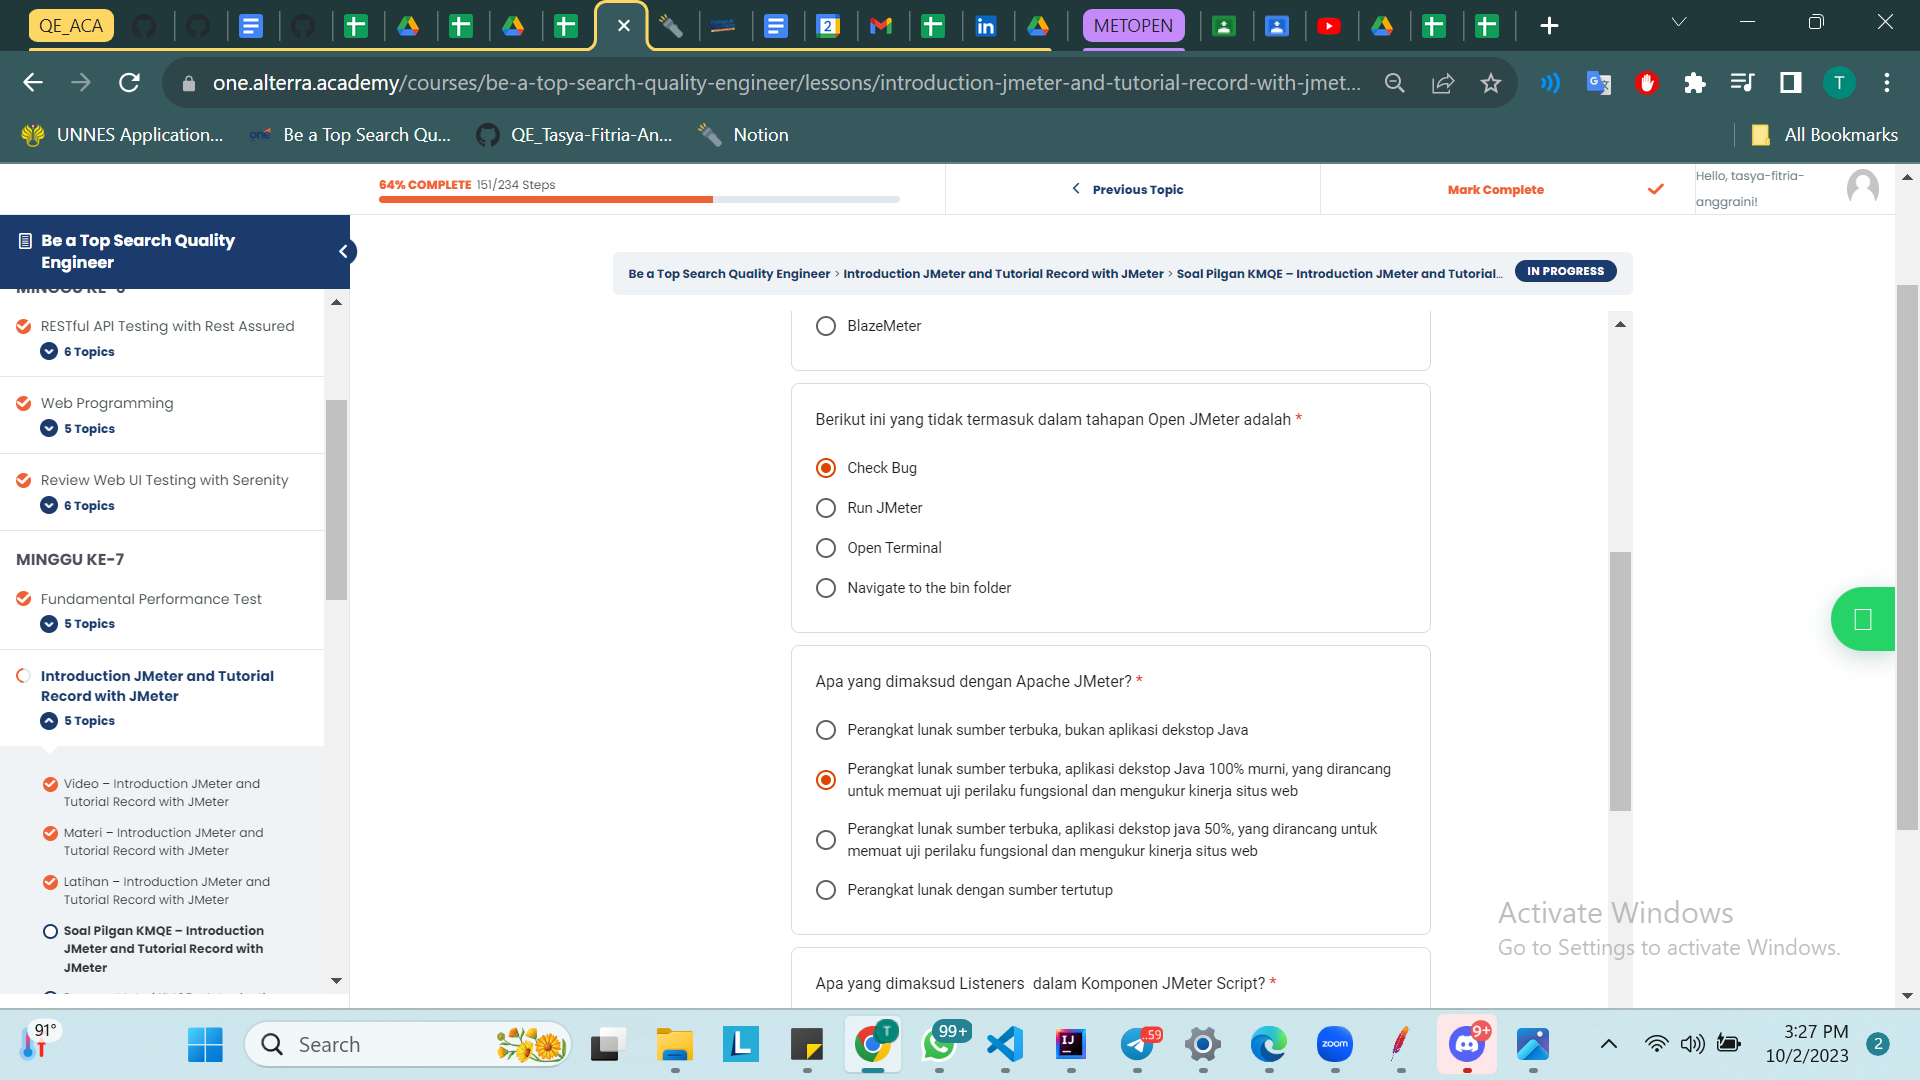 QE_ACA
METOPEN
one.alterra.academy/courses/be-a-top-search-quality-engineer/lessons/introduction-jmeter-and-tutorial-record-with-jmet...
T
UNNES Application...
one
Be a Top Search Qu...
QE_Tasya-Fitria-An...
Notion
All Bookmarks
64% COMPLETE 151/234 Steps
Previous Topic
Mark Complete
Hello, tasya-fitria-
anggraini!
Be a Top Search Quality
Engineer
Be a Top Search Quality Engineer > Introduction JMeter and Tutorial Record with JMeter > Soal Pilgan KMQE – Introduction JMeter and Tutorial...
IN PROGRESS
MINGGU KE-6
RESTful API Testing with Rest Assured
6 Topics
Web Programming
5 Topics
Review Web UI Testing with Serenity
6 Topics
MINGGU KE-7
Fundamental Performance Test
5 Topics
Introduction JMeter and Tutorial
Record with JMeter
5 Topics
Video – Introduction JMeter and
Tutorial Record with JMeter
Materi – Introduction JMeter and
Tutorial Record with JMeter
Latihan – Introduction JMeter and
Tutorial Record with JMeter
Soal Pilgan KMQE – Introduction
JMeter and Tutorial Record with
JMeter
BlazeMeter
Berikut ini yang tidak termasuk dalam tahapan Open JMeter adalah *
Check Bug
Run JMeter
Open Terminal
Navigate to the bin folder
Apa yang dimaksud dengan Apache JMeter? *
Perangkat lunak sumber terbuka, bukan aplikasi dekstop Java
Perangkat lunak sumber terbuka, aplikasi dekstop Java 100% murni, yang dirancang
untuk memuat uji perilaku fungsional dan mengukur kinerja situs web
Perangkat lunak sumber terbuka, aplikasi dekstop java 50%, yang dirancang untuk
memuat uji perilaku fungsional dan mengukur kinerja situs web
Perangkat lunak dengan sumber tertutup
Apa yang dimaksud Listeners dalam Komponen JMeter Script? *
Activate Windows
Go to Settings to activate Windows.
91°
Search
T
99+
IJ
..59
zoom
9+
3:27 PM
10/2/2023
2